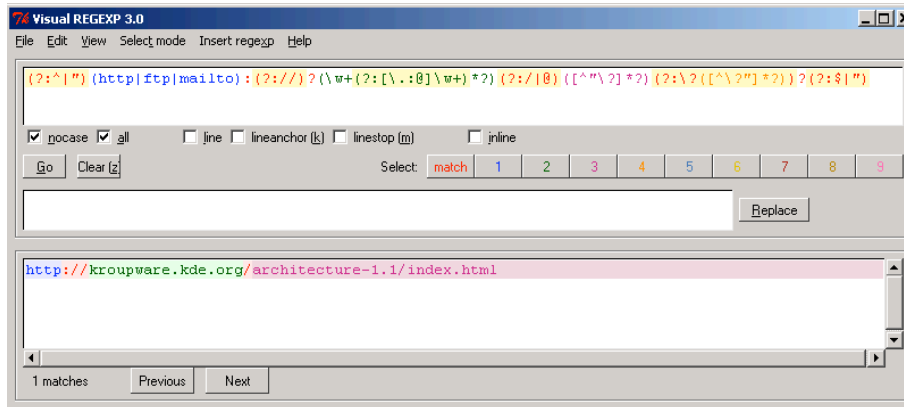 7% Visual REGEXP 3.0
File Edit View Select mode Insert regexp Help
(?:^|")(http|ftp|mailto):(?://)?(\w+(?:[\.:@]\w+)*?)(?:/|@)([^"\?]*?)(?:\?([^\?"]*?))?(?:$|")
nocase all line lineanchor (k) linestop (m) inline
Go Clear (z) Select: match 1 2 3 4 5 6 7 8 9
Replace
http://kroupware.kde.org/architecture-1.1/index.html
1 matches Previous Next